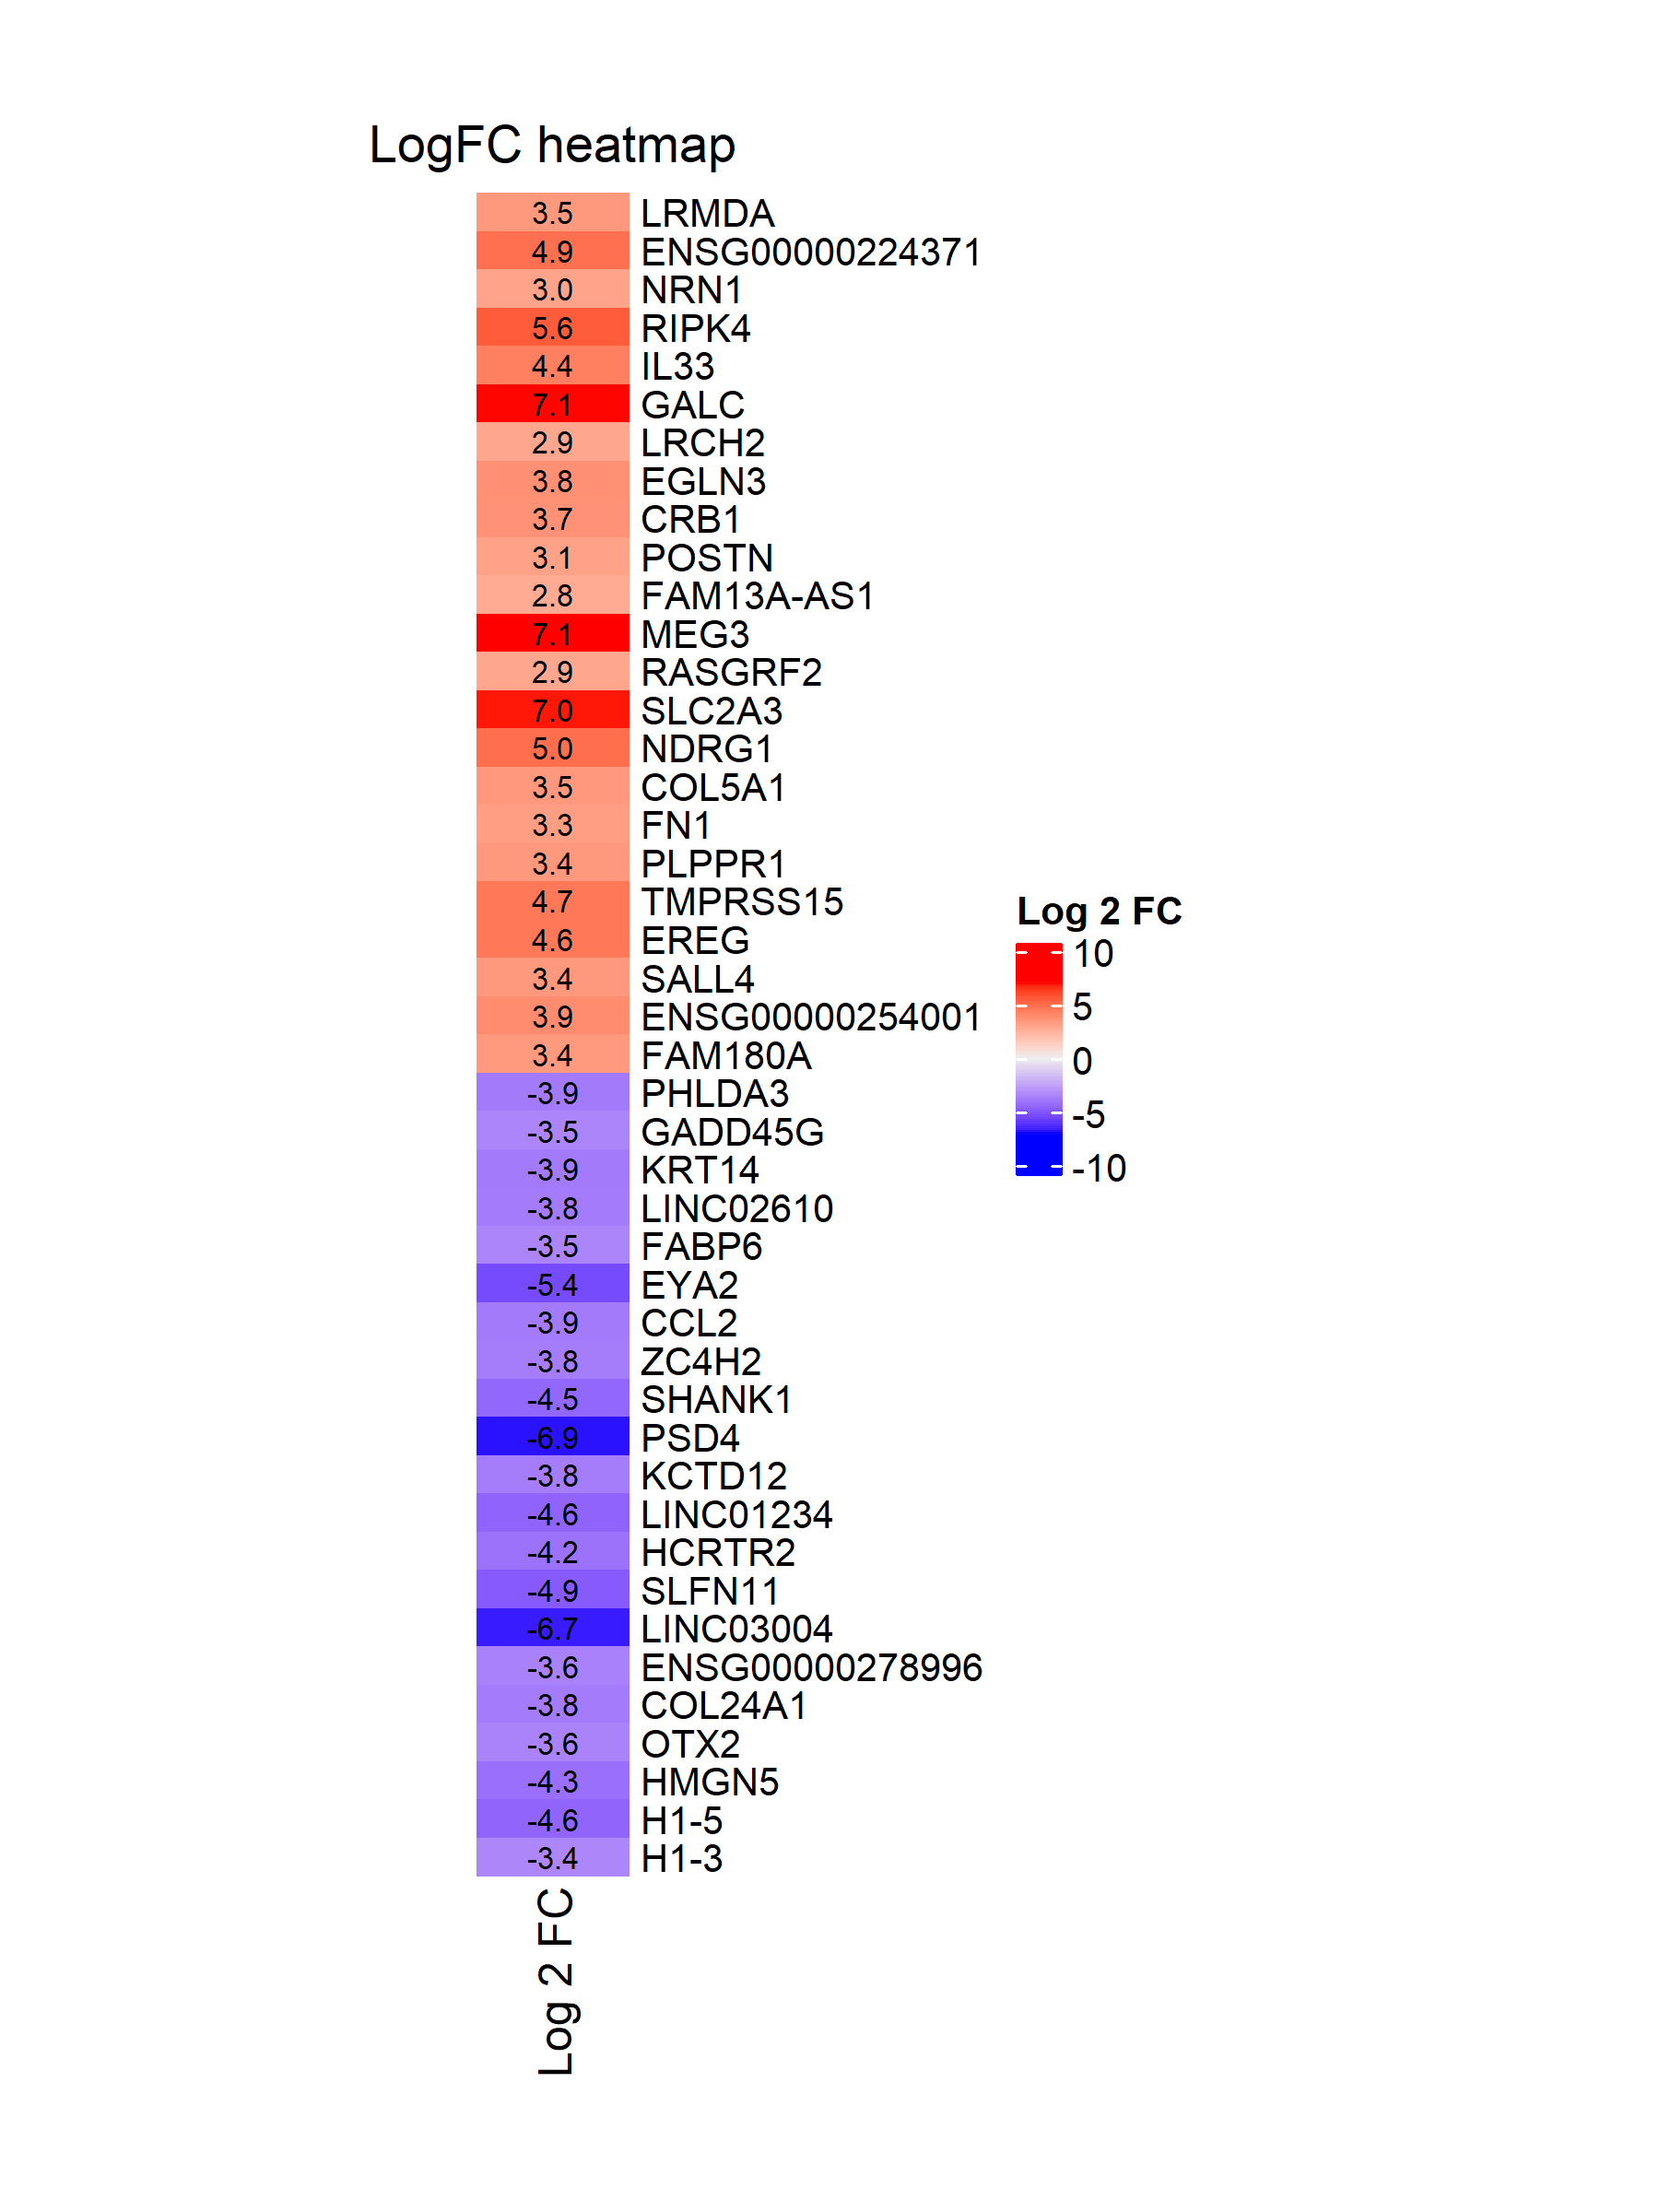 LogFC heatmap
3.5 LRMDA
4.9 ENSG00000224371
3.0 NRN1
5.6 RIPK4
4.4 IL33
7.1 GALC
2.9 LRCH2
3.8 EGLN3
3.7 CRB1
3.1 POSTN
2.8 FAM13A-AS1
7.1 MEG3
2.9 RASGRF2
7.0 SLC2A3
5.0 NDRG1
3.5 COL5A1
3.3 FN1
3.4 PLPPR1
4.7 TMPRSS15
4.6 EREG
3.4 SALL4
3.9 ENSG00000254001
3.4 FAM180A
-3.9 PHLDA3
-3.5 GADD45G
-3.9 KRT14
-3.8 LINC02610
-3.5 FABP6
-5.4 EYA2
-3.9 CCL2
-3.8 ZC4H2
-4.5 SHANK1
-6.9 PSD4
-3.8 KCTD12
-4.6 LINC01234
-4.2 HCRTR2
-4.9 SLFN11
-6.7 LINC03004
-3.6 ENSG00000278996
-3.8 COL24A1
-3.6 OTX2
-4.3 HMGN5
-4.6 H1-5
-3.4 H1-3
Log 2 FC
Log 2 FC
10
5
0
-5
-10